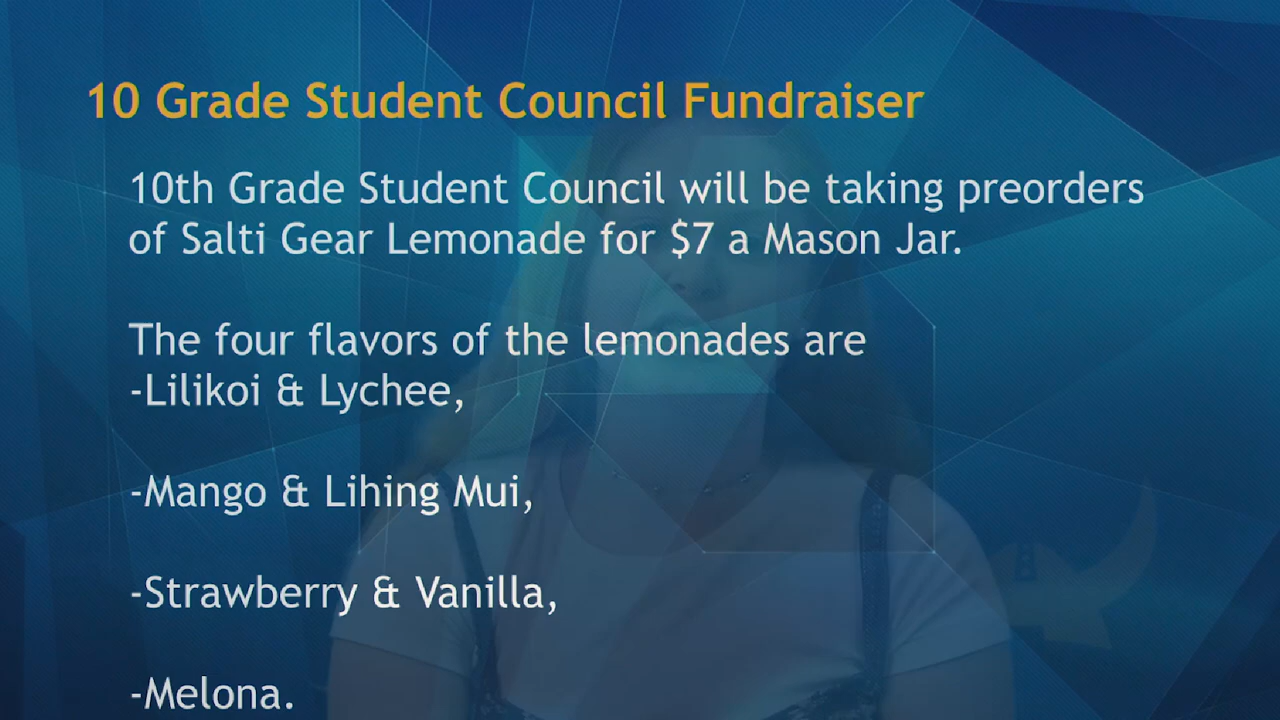 10 Grade Student Council Fundraiser
10th Grade Student Council will be taking preorders
of Salti Gear Lemonade for $7 a Mason Jar.
The four flavors of the lemonades are
-Lilikoi & Lychee,
-Mango & Lihing Mui,
-Strawberry & Vanilla,
-Melona.